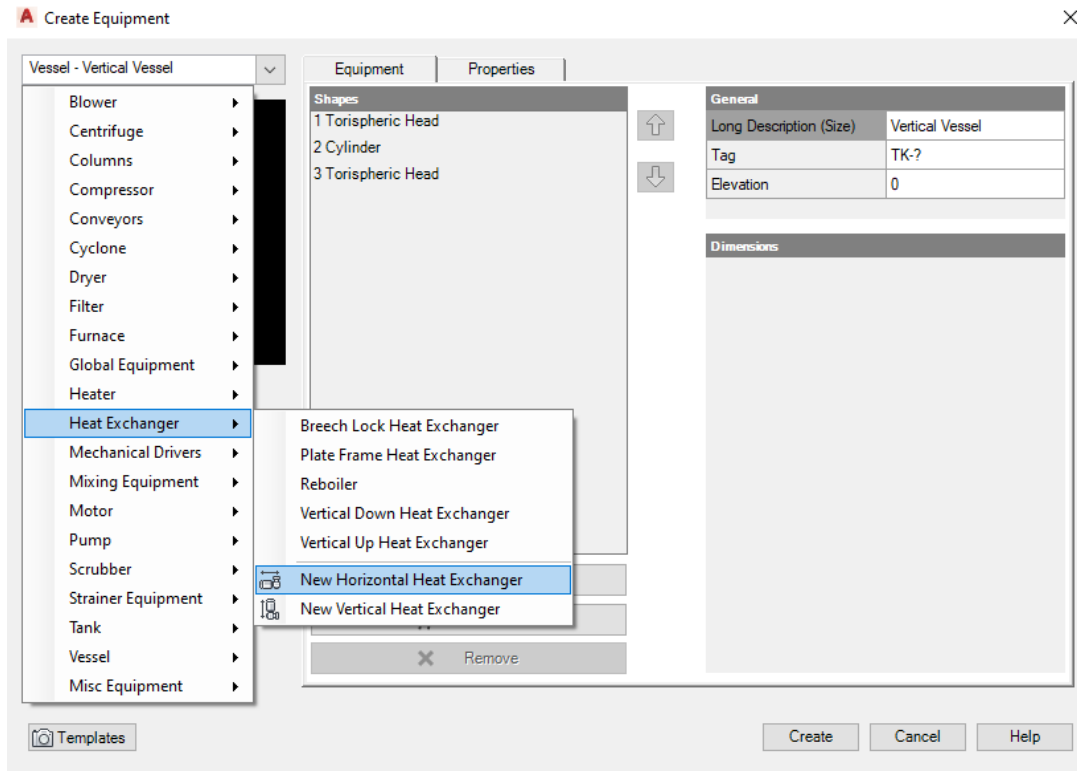 Create Equipment
Vessel - Vertical Vessel
Blower
Centrifuge
Columns
Compressor
Conveyors
Cyclone
Dryer
Filter
Furnace
Global Equipment
Heater
Heat Exchanger
Mechanical Drivers
Mixing Equipment
Motor
Pump
Scrubber
Strainer Equipment
Tank
Vessel
Misc Equipment
Breech Lock Heat Exchanger
Plate Frame Heat Exchanger
Reboiler
Vertical Down Heat Exchanger
Vertical Up Heat Exchanger
New Horizontal Heat Exchanger
New Vertical Heat Exchanger
Equipment Properties
Shapes
1 Torispheric Head
2 Cylinder
3 Torispheric Head
Remove
General
Long Description (Size) Vertical Vessel
Tag TK-?
Elevation 0
Dimensions
Templates
Create Cancel Help